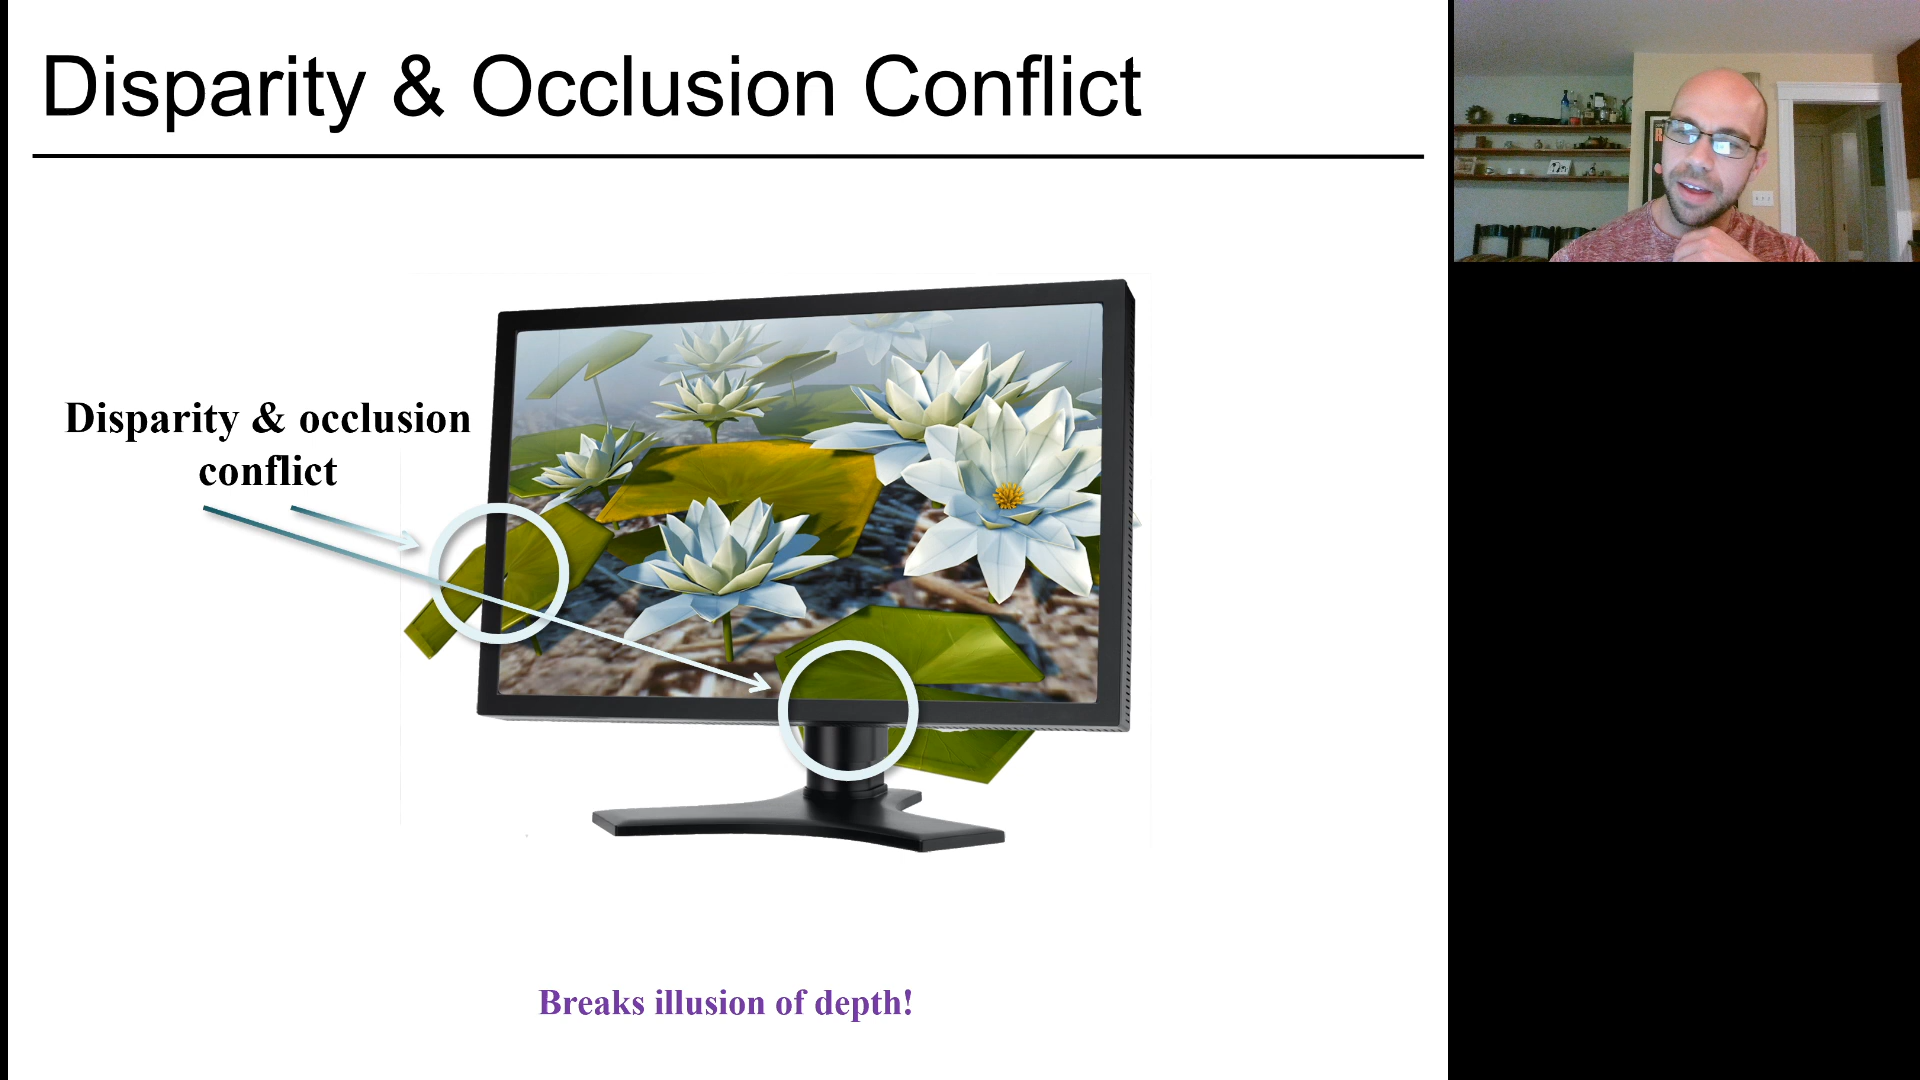 Disparity & Occlusion Conflict
Disparity & occlusion
conflict
Breaks illusion of depth!